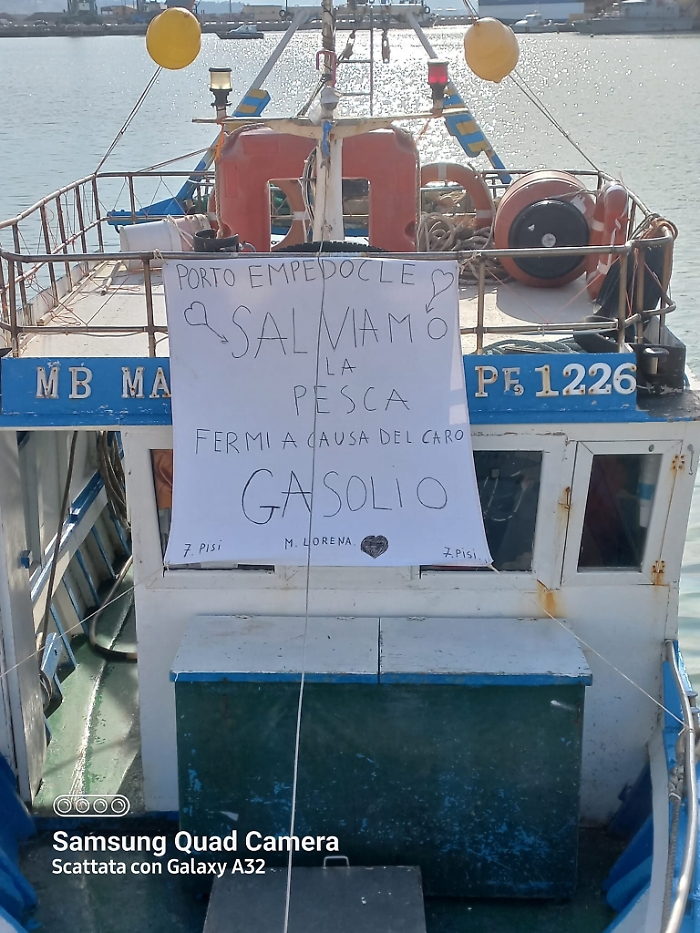 PORTO EMPEDOCLE
SALVIAMO
LA
PESCA
FERMI A CAUSA DEL CARO
GASOLIO
7. PISI M. LORENA 7. PISI
MB MA PE 1226
Samsung Quad Camera
Scattata con Galaxy A32